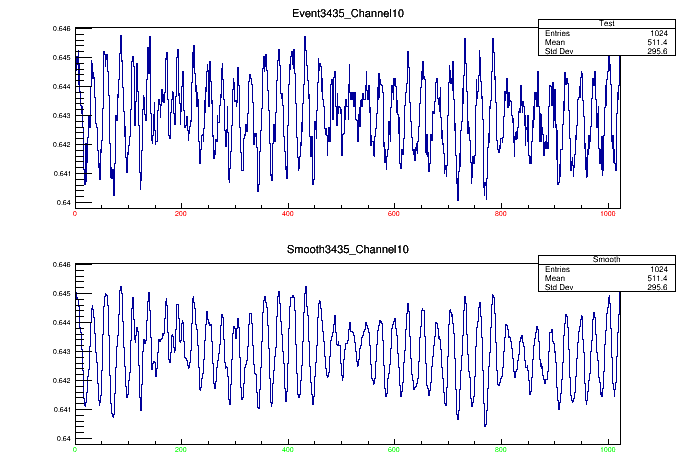 Event3435_Channel10
Test
Entries 1024
Mean 511.4
Std Dev 295.6
0.646
0.645
0.644
0.643
0.642
0.641
0.64
0 200 400 600 800 1000
Smooth3435_Channel10
Smooth
Entries 1024
Mean 511.4
Std Dev 295.6
0.646
0.645
0.644
0.643
0.642
0.641
0.64
0 200 400 600 800 1000